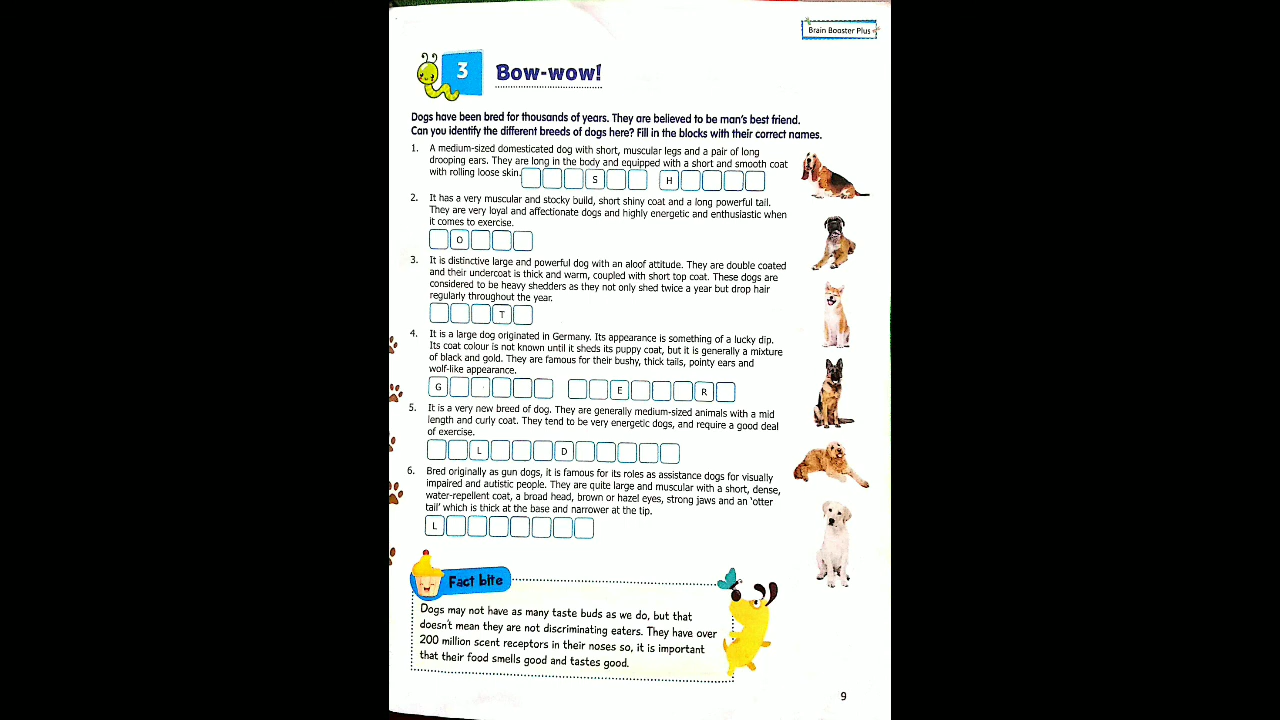 Brain Booster Plus
3 Bow-wow!
Dogs have been bred for thousands of years. They are believed to be man's best friend.
Can you identify the different breeds of dogs here? Fill in the blocks with their correct names.
1. A medium-sized domesticated dog with short, muscular legs and a pair of long
drooping ears. They are long in the body and equipped with a short and smooth coat
with rolling loose skin.
S H
2. It has a very muscular and stocky build, short shiny coat and a long powerful tail.
They are very loyal and affectionate dogs and highly energetic and enthusiastic when
it comes to exercise.
O
3. It is distinctive large and powerful dog with an aloof attitude. They are double coated
and their undercoat is thick and warm, coupled with short top coat. These dogs are
considered to be heavy shedders as they not only shed twice a year but drop hair
regularly throughout the year.
T
4. It is a large dog originated in Germany. Its appearance is something of a lucky dip.
Its coat colour is not known until it sheds its puppy coat, but it is generally a mixture
of black and gold. They are famous for their bushy, thick tails, pointy ears and
wolf-like appearance.
G E R
5. It is a very new breed of dog. They are generally medium-sized animals with a mid
length and curly coat. They tend to be very energetic dogs, and require a good deal
of exercise.
L D
6. Bred originally as gun dogs, it is famous for its roles as assistance dogs for visually
impaired and autistic people. They are quite large and muscular with a short, dense,
water-repellent coat, a broad head, brown or hazel eyes, strong jaws and an 'otter
tail' which is thick at the base and narrower at the tip.
L
Fact bite
Dogs may not have as many taste buds as we do, but that
doesn't mean they are not discriminating eaters. They have over
200 million scent receptors in their noses so, it is important
that their food smells good and tastes good.
9